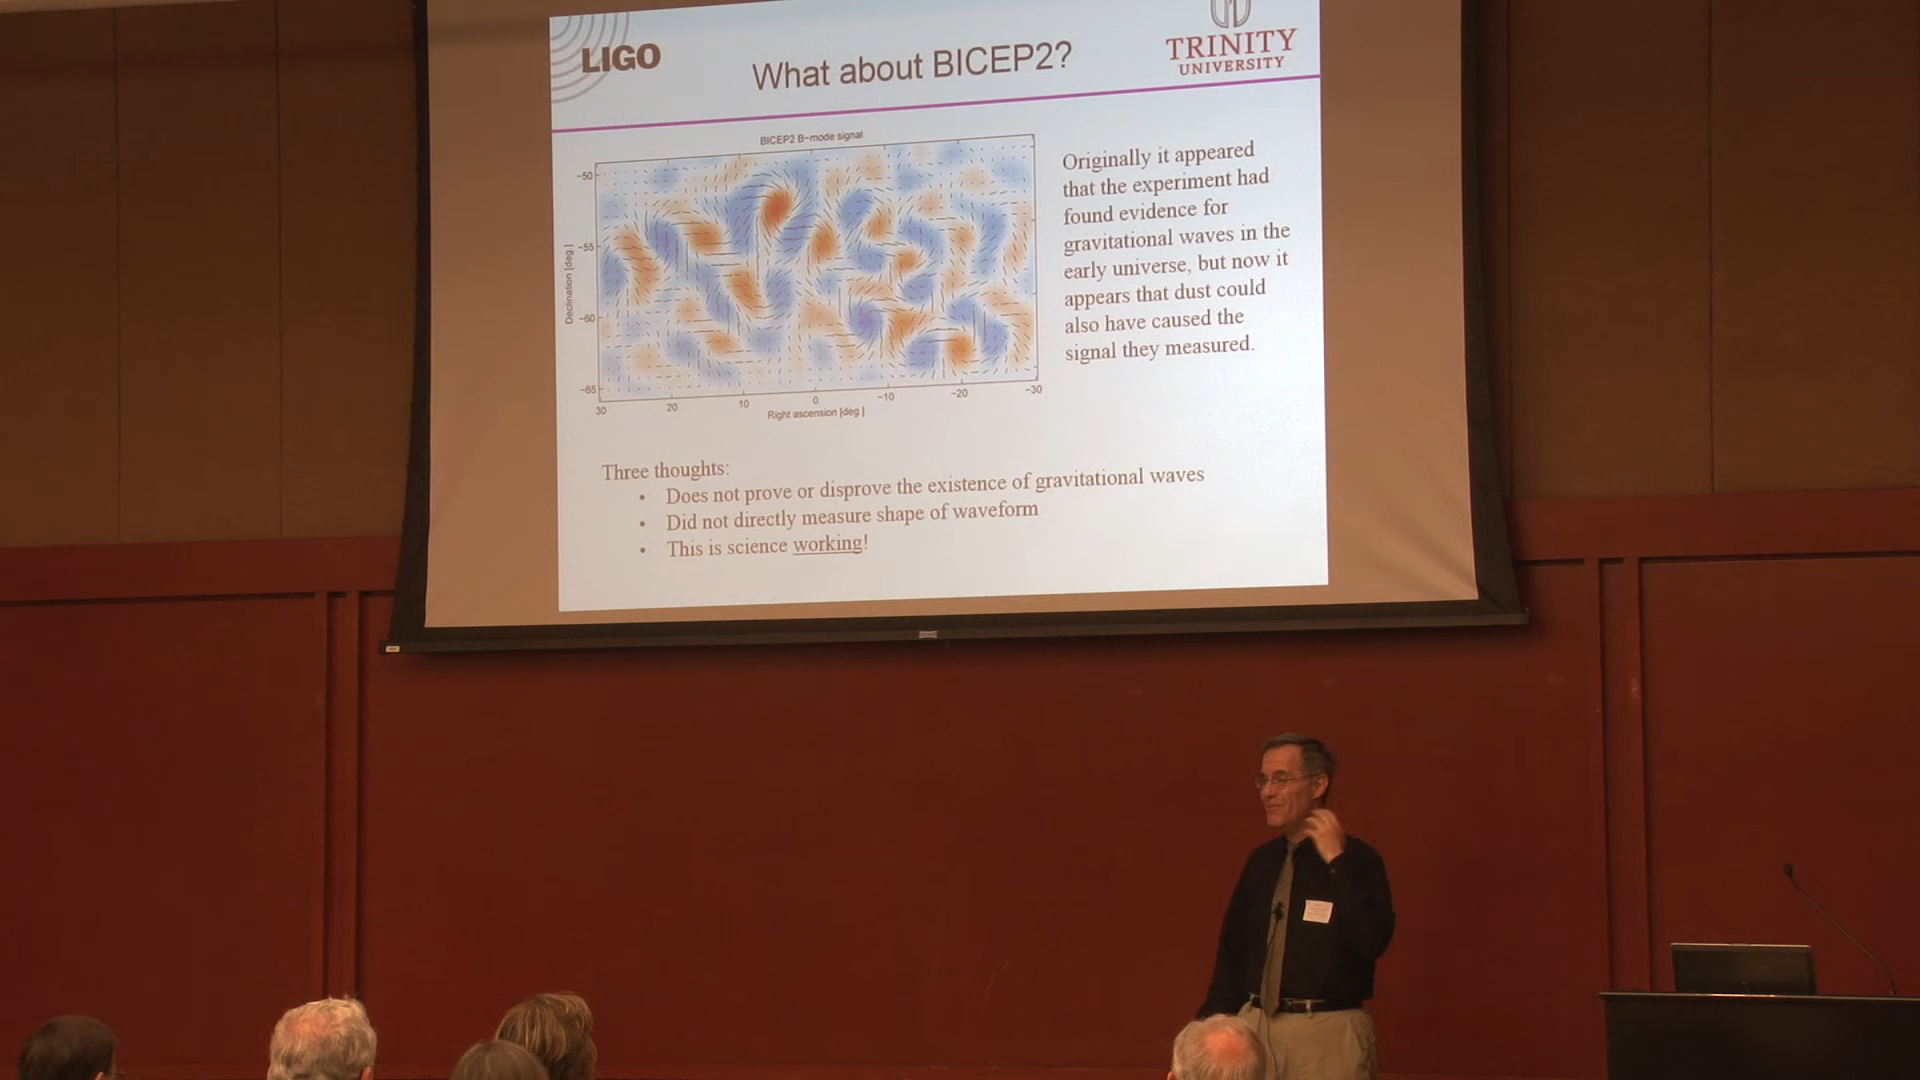 LIGO
What about BICEP2?
TRINITY
UNIVERSITY
BICEP2 B-mode signal
-50
-55
-60
-65
Declination [deg.]
30
20
10
0
-10
-20
-30
Right ascension [deg.]
Originally it appeared
that the experiment had
found evidence for
gravitational waves in the
early universe, but now it
appears that dust could
also have caused the
signal they measured.
Three thoughts:
• Does not prove or disprove the existence of gravitational waves
• Did not directly measure shape of waveform
• This is science working!